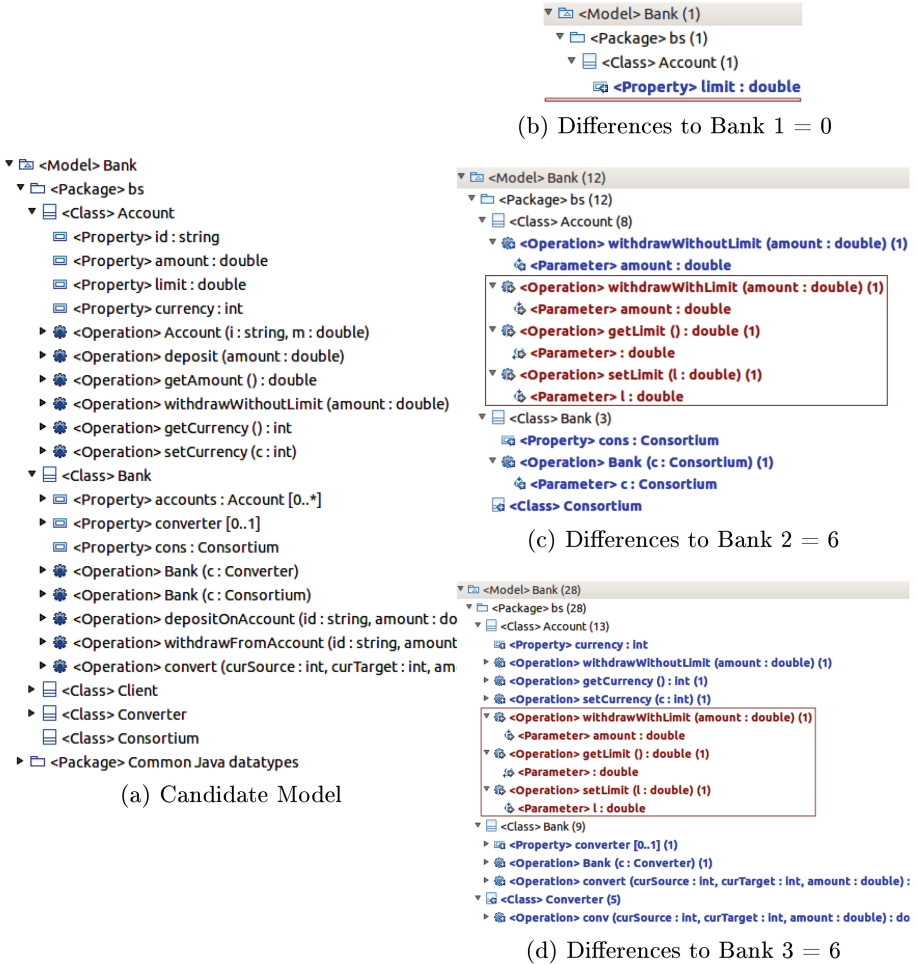 <Model> Bank (1)
<Package> bs (1)
<Class> Account (1)
<Property> limit : double
(b) Differences to Bank 1 = 0
<Model> Bank
<Package> bs
<Class> Account
<Property> id : string
<Property> amount : double
<Property> limit : double
<Property> currency : int
<Operation> Account (i : string, m : double)
<Operation> deposit (amount : double)
<Operation> getAmount () : double
<Operation> withdrawWithoutLimit (amount : double)
<Operation> getCurrency () : int
<Operation> setCurrency (c : int)
<Class> Bank
<Property> accounts : Account [0..*]
<Property> converter [0..1]
<Property> cons : Consortium
<Operation> Bank (c : Converter)
<Operation> Bank (c : Consortium)
<Operation> depositOnAccount (id : string, amount : do
<Operation> withdrawFromAccount (id : string, amount
<Operation> convert (curSource : int, curTarget : int, am
<Class> Client
<Class> Converter
<Class> Consortium
<Package> Common Java datatypes
(a) Candidate Model
<Model> Bank (12)
<Package> bs (12)
<Class> Account (8)
<Operation> withdrawWithoutLimit (amount : double) (1)
<Parameter> amount : double
<Operation> withdrawWithLimit (amount : double) (1)
<Parameter> amount : double
<Operation> getLimit () : double (1)
<Parameter> : double
<Operation> setLimit (l : double) (1)
<Parameter> l : double
<Class> Bank (3)
<Property> cons : Consortium
<Operation> Bank (c : Consortium) (1)
<Parameter> c : Consortium
<Class> Consortium
(c) Differences to Bank 2 = 6
<Model> Bank (28)
<Package> bs (28)
<Class> Account (13)
<Property> currency : int
<Operation> withdrawWithoutLimit (amount : double) (1)
<Operation> getCurrency () : int (1)
<Operation> setCurrency (c : int) (1)
<Operation> withdrawWithLimit (amount : double) (1)
<Parameter> amount : double
<Operation> getLimit () : double (1)
<Parameter> : double
<Operation> setLimit (l : double) (1)
<Parameter> l : double
<Class> Bank (9)
<Property> converter [0..1] (1)
<Operation> Bank (c : Converter) (1)
<Operation> convert (curSource : int, curTarget : int, amount : double) :
<Class> Converter (5)
<Operation> conv (curSource : int, curTarget : int, amount : double) : do
(d) Differences to Bank 3 = 6